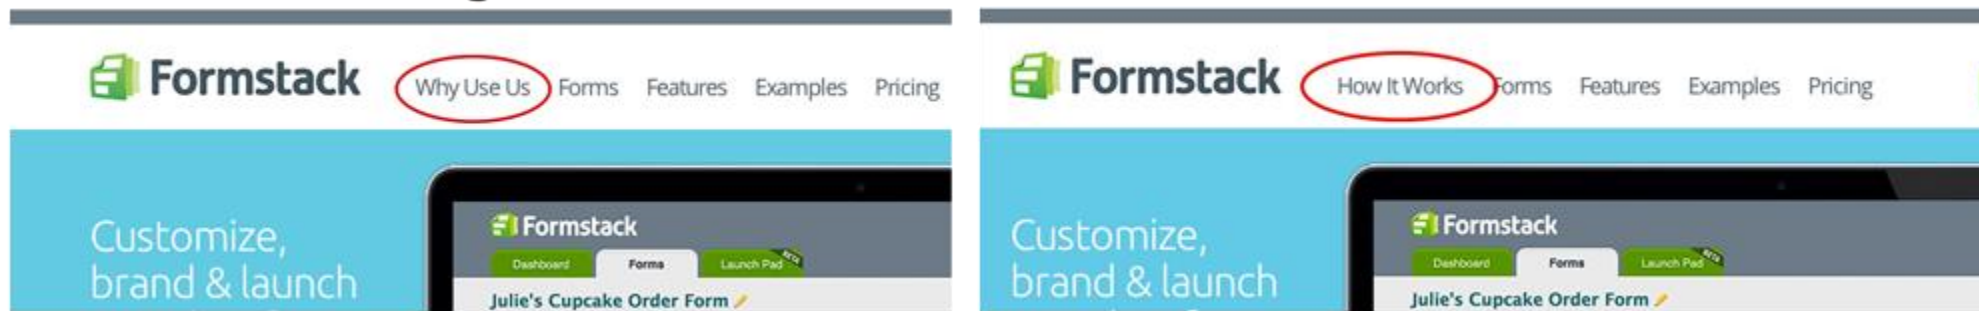 Formstack Why Use Us Forms Features Examples Pricing
Customize,
brand & launch
Formstack
Dashboard Forms Launch Pad BETA
Julie's Cupcake Order Form
Formstack How It Works Forms Features Examples Pricing
Customize,
brand & launch
Formstack
Dashboard Forms Launch Pad BETA
Julie's Cupcake Order Form